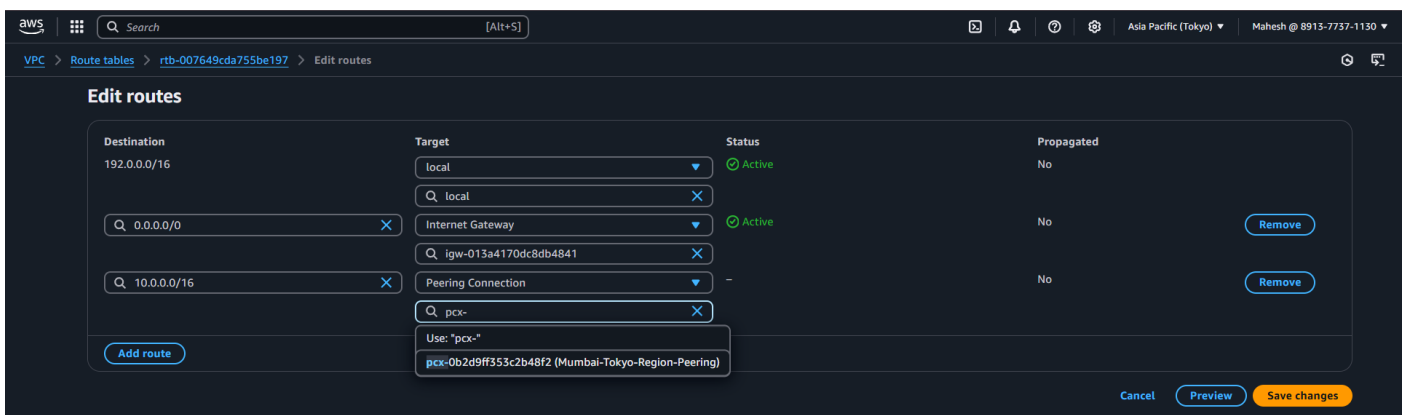 aws Search [Alt+S] Asia Pacific (Tokyo) ▼ Mahesh @ 8913-7737-1130 ▼
VPC > Route tables > rtb-007649cda755be197 > Edit routes
Edit routes
Destination Target Status Propagated
192.0.0.0/16 local Active No
local
0.0.0.0/0 Internet Gateway Active No Remove
igw-013a4170dc8db4841
10.0.0.0/16 Peering Connection – No Remove
pcx-
Use: "pcx-"
Add route pcx-0b2d9ff353c2b48f2 (Mumbai-Tokyo-Region-Peering)
Cancel Preview Save changes